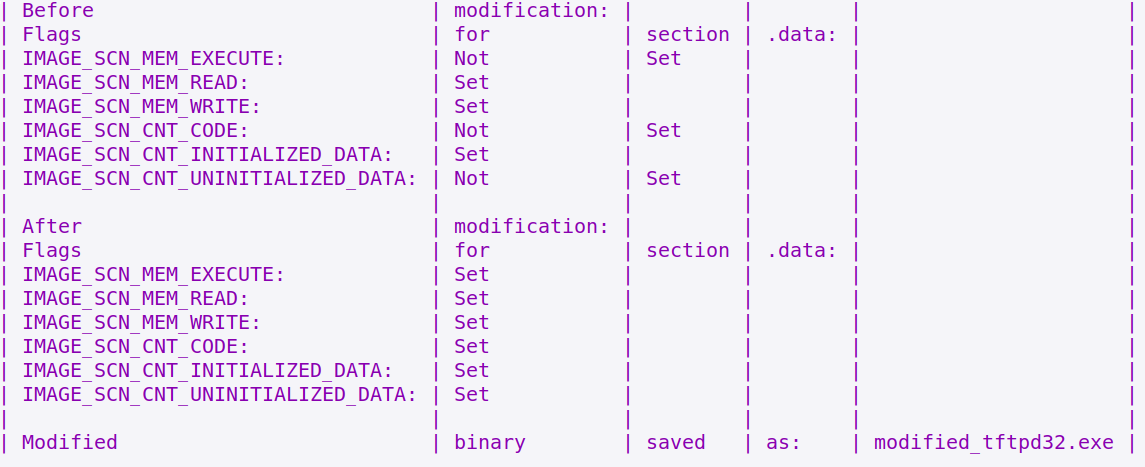 | Before | modification: | | | |
| Flags | for | section | .data: | |
| IMAGE_SCN_MEM_EXECUTE: | Not | Set | | |
| IMAGE_SCN_MEM_READ: | Set | | | |
| IMAGE_SCN_MEM_WRITE: | Set | | | |
| IMAGE_SCN_CNT_CODE: | Not | Set | | |
| IMAGE_SCN_CNT_INITIALIZED_DATA: | Set | | | |
| IMAGE_SCN_CNT_UNINITIALIZED_DATA: | Not | Set | | |
| | | | | |
| After | modification: | | | |
| Flags | for | section | .data: | |
| IMAGE_SCN_MEM_EXECUTE: | Set | | | |
| IMAGE_SCN_MEM_READ: | Set | | | |
| IMAGE_SCN_MEM_WRITE: | Set | | | |
| IMAGE_SCN_CNT_CODE: | Set | | | |
| IMAGE_SCN_CNT_INITIALIZED_DATA: | Set | | | |
| IMAGE_SCN_CNT_UNINITIALIZED_DATA: | Set | | | |
| | | | | |
| Modified | binary | saved | as: | modified_tftpd32.exe |